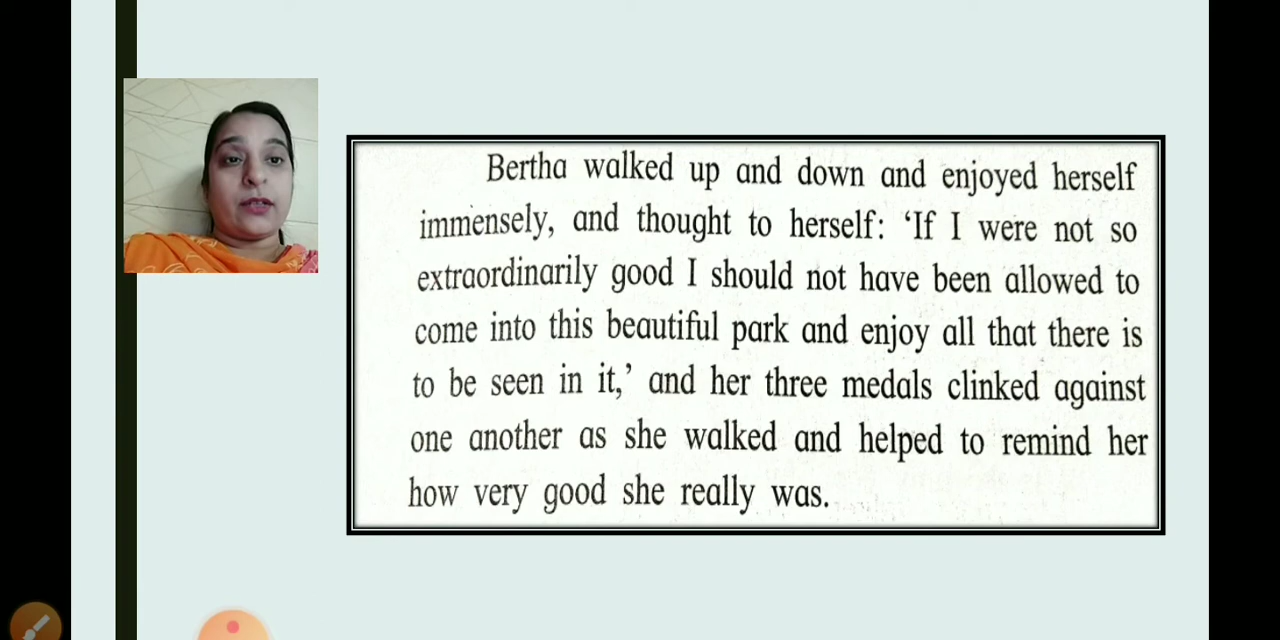 Bertha walked up and down and enjoyed herself
immensely, and thought to herself: ‘If I were not so
extraordinarily good I should not have been allowed to
come into this beautiful park and enjoy all that there is
to be seen in it,’ and her three medals clinked against
one another as she walked and helped to remind her
how very good she really was.